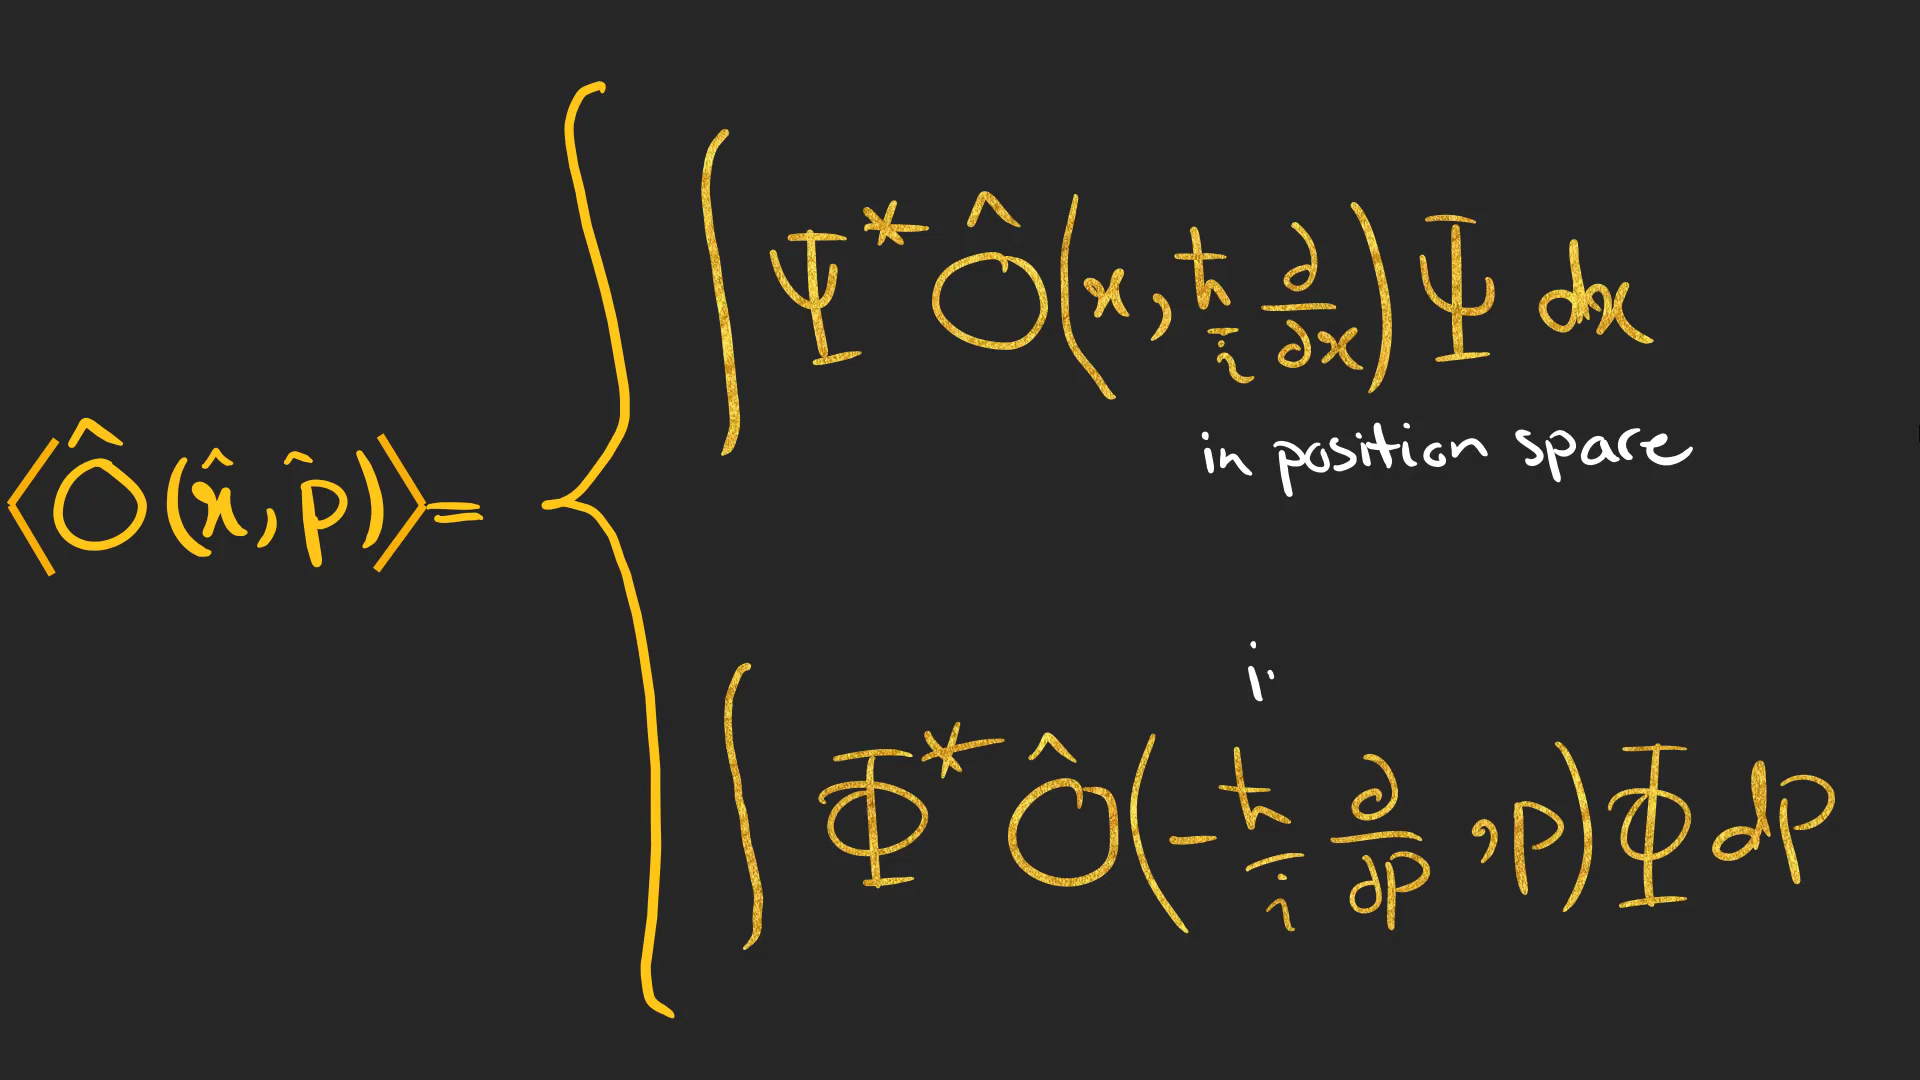 ∫ Ψ* Ô(x, ħ/i ∂/∂x) Ψ dx
in position space
⟨Ô(x̂, p̂)⟩ = {
i
∫ Φ* Ô(-ħ/i ∂/∂p, p) Φ dp